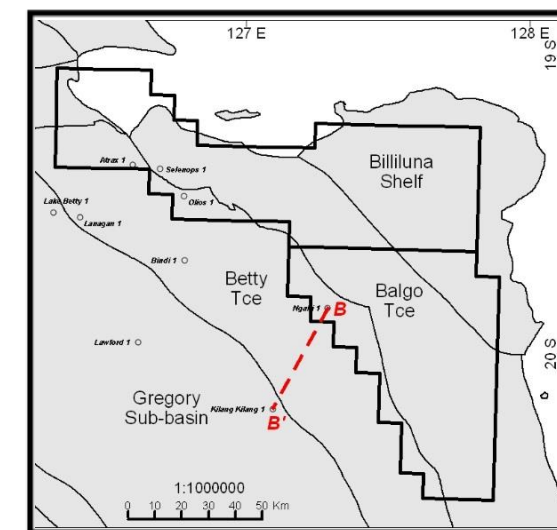 127 E
128 E
19 S
Atrax 1
Selenops 1
Billiluna
Shelf
Olios 1
Lake Betty 1
Lanagan 1
Bindi 1
Betty
Tce
Balgo
Tce
Ngalti 1
B
Lawford 1
20 S
Gregory
Sub-basin
Kilang Kilang 1
B'
1:1000000
0 10 20 30 40 50 Km